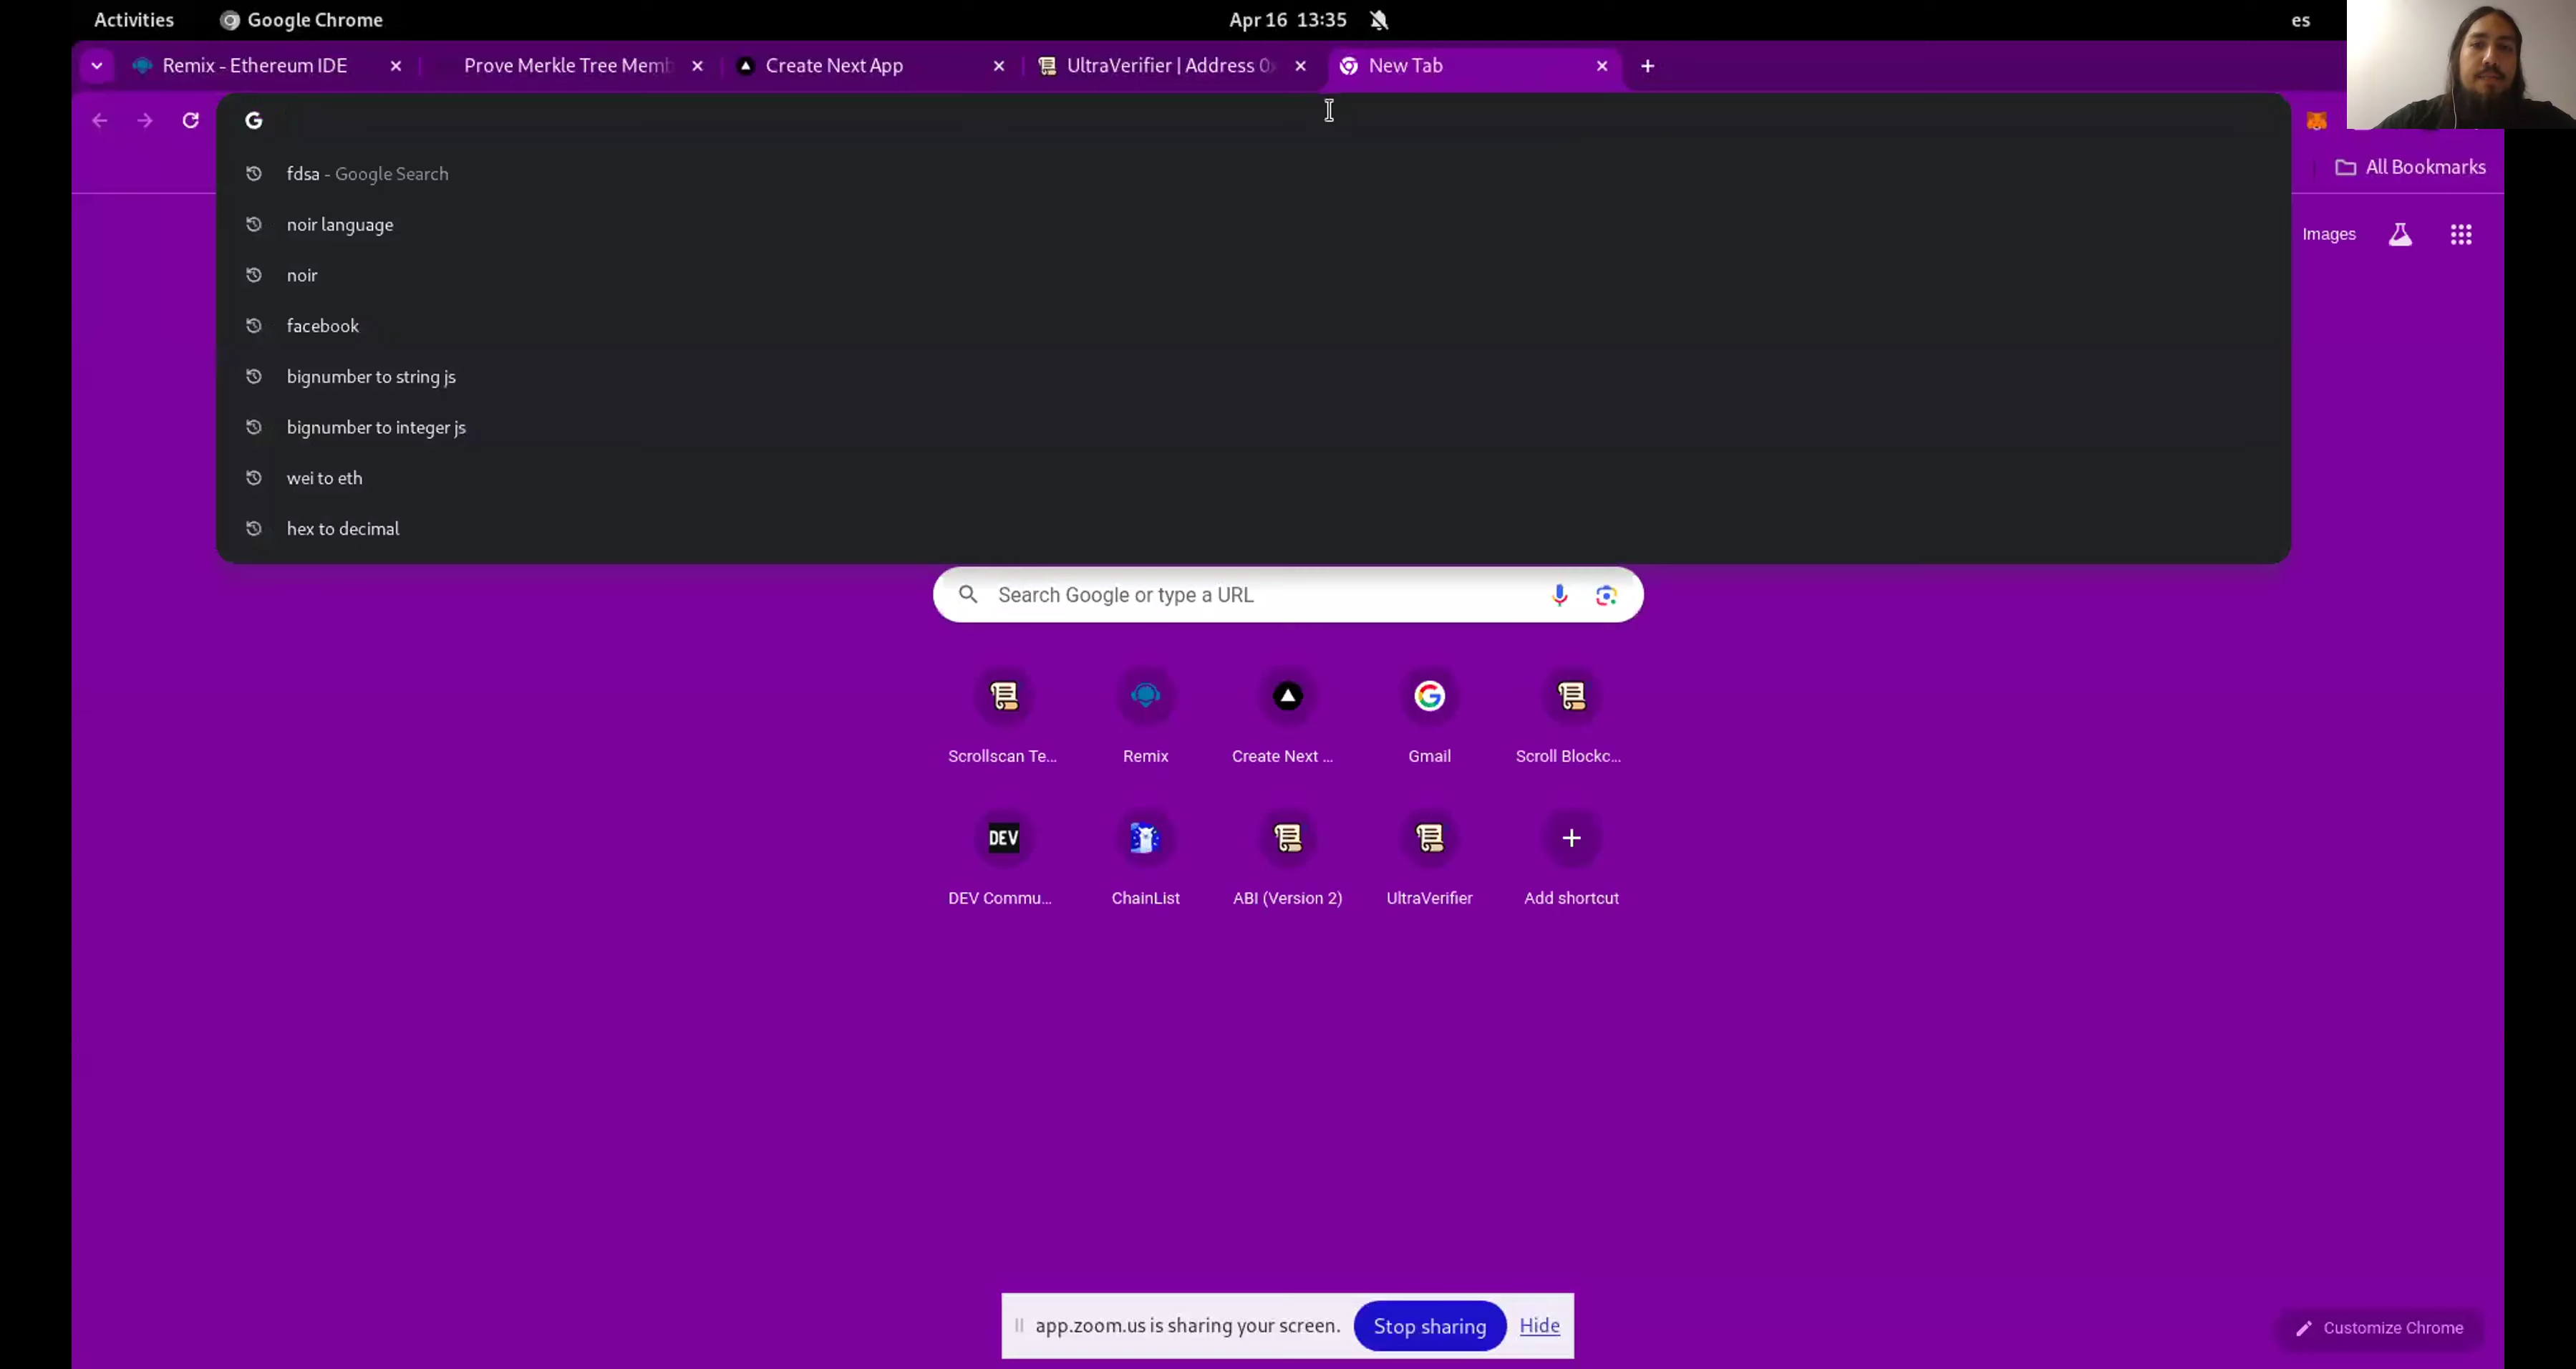 Activities Google Chrome Apr 16 13:35 es
Remix - Ethereum IDE Prove Merkle Tree Memb Create Next App UltraVerifier | Address 0x New Tab
G
fdsa - Google Search
All Bookmarks
noir language
Images
noir
facebook
bignumber to string js
bignumber to integer js
wei to eth
hex to decimal
Search Google or type a URL
Scrollscan Te... Remix Create Next ... Gmail Scroll Blockc...
DEV
DEV Commu... ChainList ABI (Version 2) UltraVerifier Add shortcut
app.zoom.us is sharing your screen. Stop sharing Hide
Customize Chrome